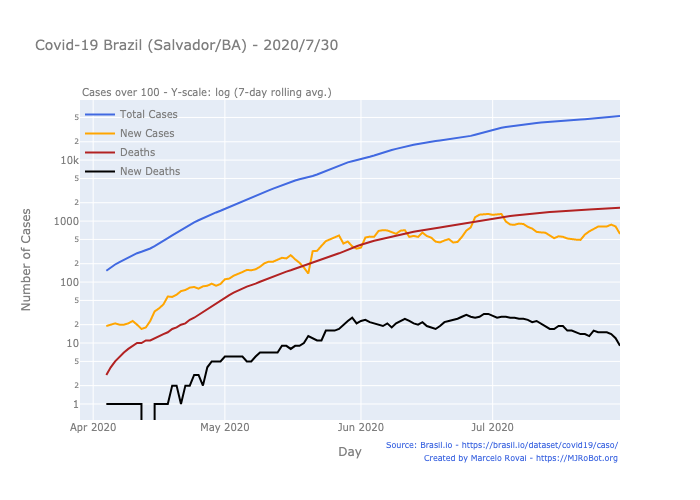 Covid-19 Brazil (Salvador/BA) - 2020/7/30
Cases over 100 - Y-scale: log (7-day rolling avg.)
Total Cases
New Cases
Deaths
New Deaths
Number of Cases
5
2
10k
5
2
1000
5
2
100
5
2
10
5
2
1
Apr 2020
May 2020
Jun 2020
Jul 2020
Day
Source: Brasil.io - https://brasil.io/dataset/covid19/caso/
Created by Marcelo Rovai - https://MJRoBot.org